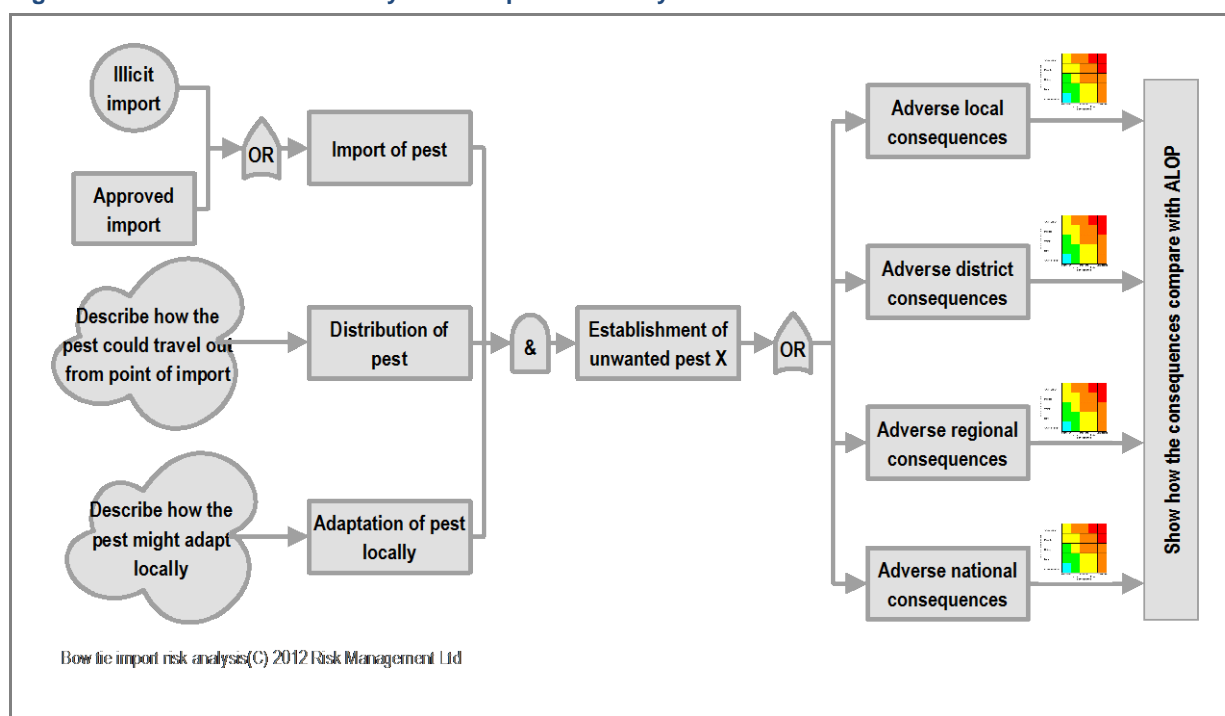 Illicit
import
OR
Import of pest
Approved
import
Describe how the
pest could travel out
from point of import
Distribution of
pest
&
Establishment of
unwanted pest X
OR
Describe how the
pest might adapt
locally
Adaptation of pest
locally
Adverse local
consequences
Adverse district
consequences
Adverse regional
consequences
Adverse national
consequences
Show how the consequences compare with ALOP
Bow tie import risk analysis(C) 2012 Risk Management Ltd